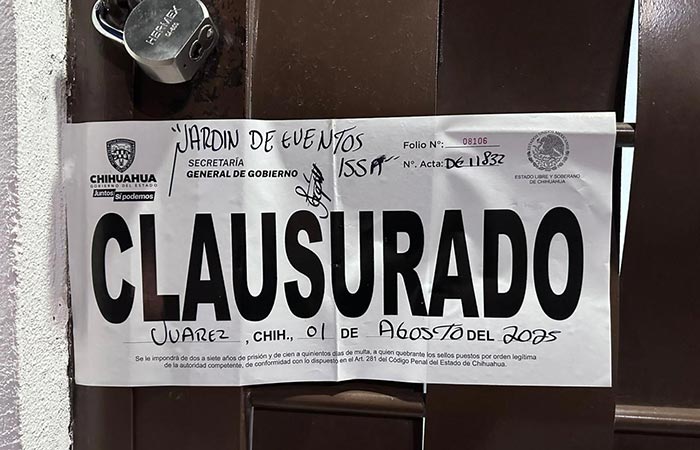 HERMEX
"JARDIN DE EVENTOS
ISSA"
CHIHUAHUA
GOBIERNO DEL ESTADO
Juntos Sí podemos
SECRETARÍA
GENERAL DE GOBIERNO
Folio N°: 08106
N°. Acta: DG 11832
ESTADO LIBRE Y SOBERANO
DE CHIHUAHUA
CLAUSURADO
JUAREZ, CHIH., 01 DE AGOSTO DEL 2025
Se le impondrá de dos a siete años de prisión y de cien a quinientos días de multa, a quien quebrante los sellos puestos por orden legítima
de la autoridad competente, de conformidad con lo dispuesto en el Art. 281 del Código Penal del Estado de Chihuahua.